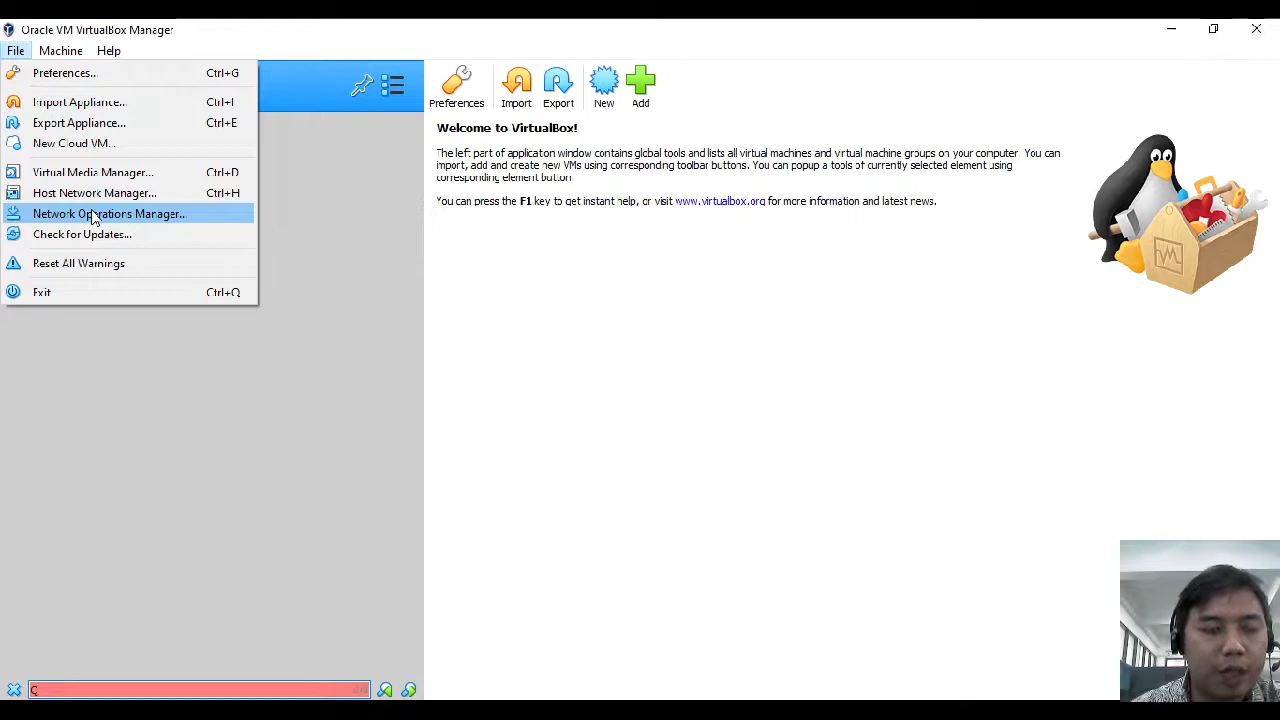 Oracle VM VirtualBox Manager
File Machine Help
Preferences... Ctrl+G
Import Appliance... Ctrl+I
Export Appliance... Ctrl+E
New Cloud VM...
Virtual Media Manager... Ctrl+D
Host Network Manager... Ctrl+H
Network Operations Manager...
Check for Updates...
Reset All Warnings
Exit Ctrl+Q
Preferences Import Export New Add
Welcome to VirtualBox!
The left part of application window contains global tools and lists all virtual machines and virtual machine groups on your computer. You can
import, add and create new VMs using corresponding toolbar buttons. You can popup a tools of currently selected element using
corresponding element button.
You can press the F1 key to get instant help, or visit www.virtualbox.org for more information and latest news.